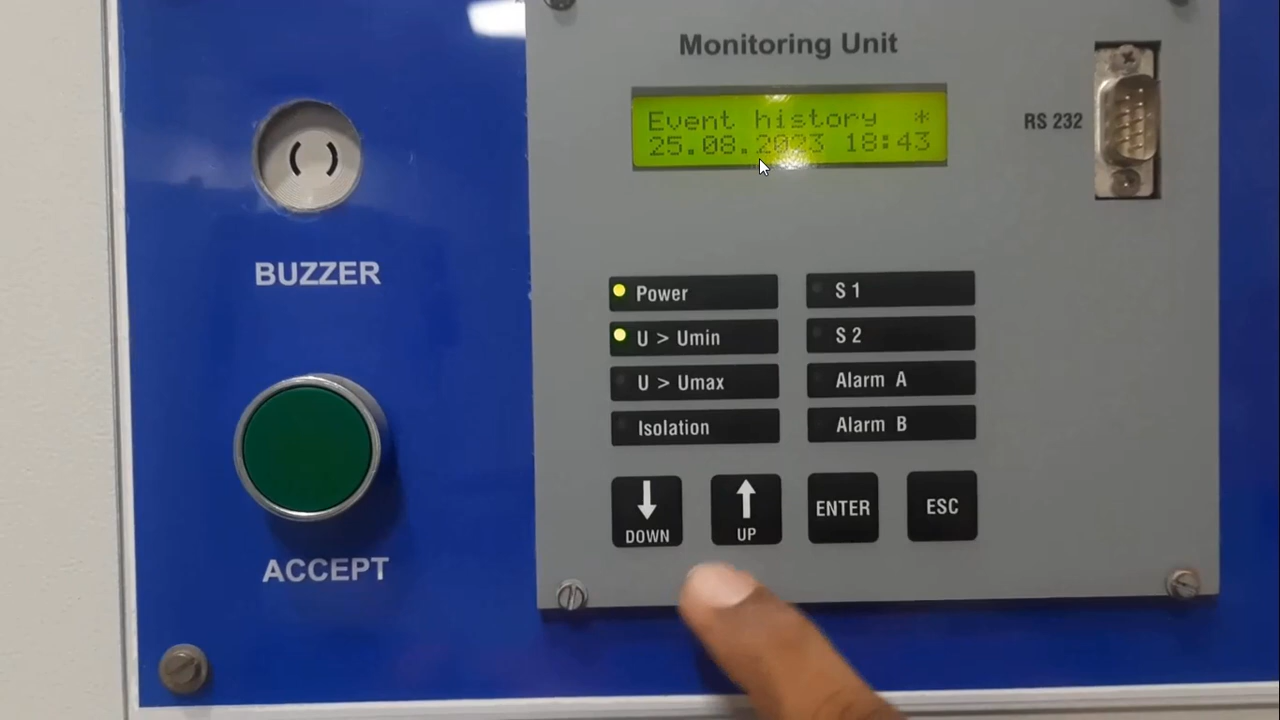 Monitoring Unit
Event history *
25.08.2023 18:43
RS 232
BUZZER
Power
S 1
U > Umin
S 2
U > Umax
Alarm A
Isolation
Alarm B
DOWN
UP
ENTER
ESC
ACCEPT